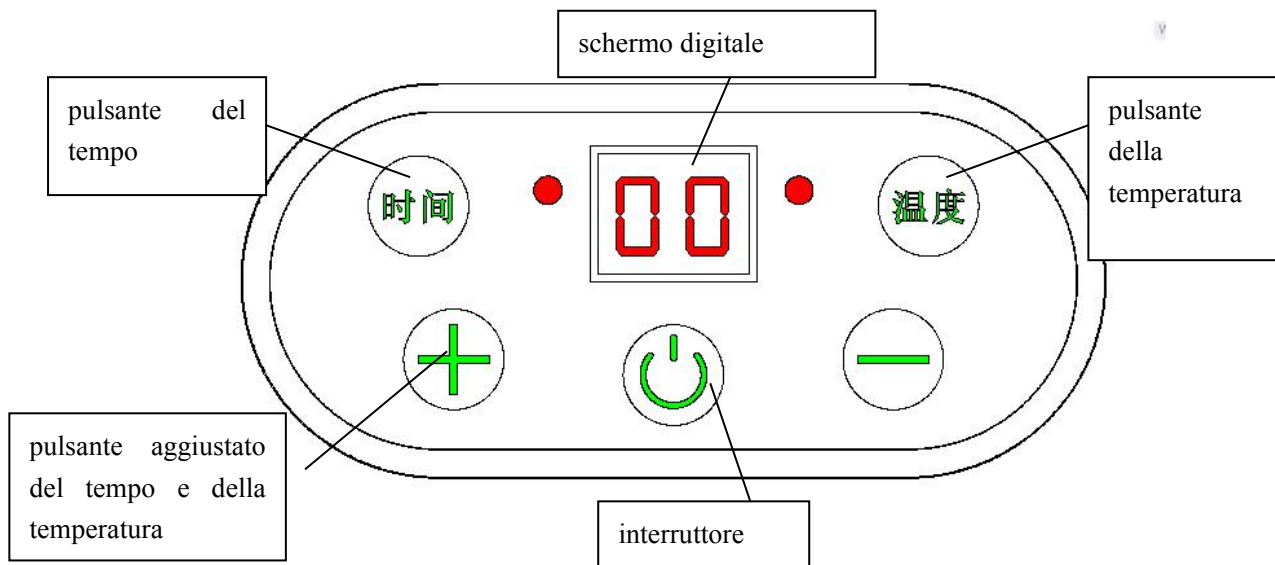 schermo digitale
pulsante del
tempo
pulsante
della
temperatura
时间
00
温度
pulsante aggiustato
del tempo e della
temperatura
interruttore